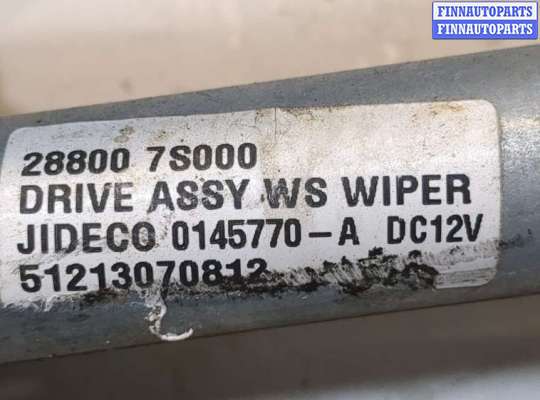 FINNAUTOPARTS
FINNAUTOPARTS
28800 7S000
DRIVE ASSY WS WIPER
JIDECO 0145770-A DC12V
51213070812